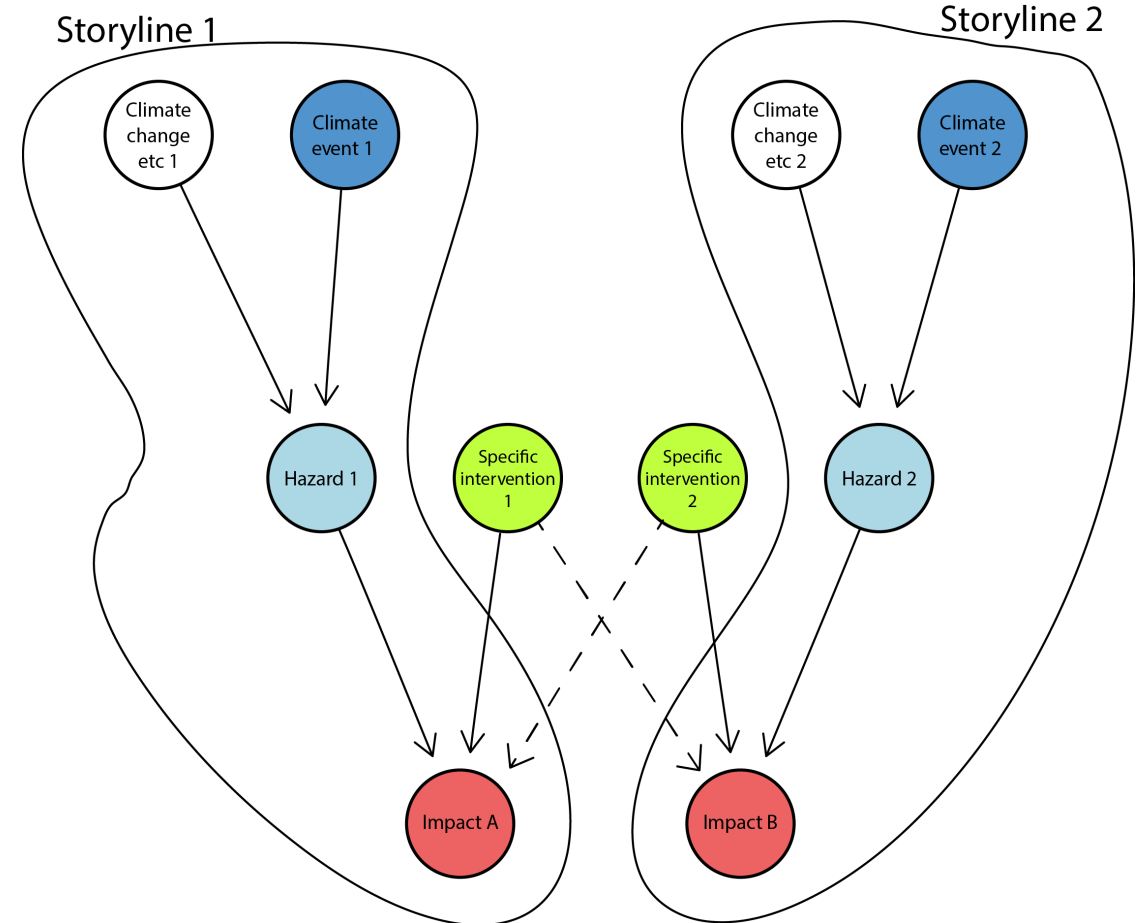 Storyline 1
Storyline 2
Climate
change
etc 1
Climate
event 1
Climate
change
etc 2
Climate
event 2
Hazard 1
Specific
intervention
1
Specific
intervention
2
Hazard 2
Impact A
Impact B